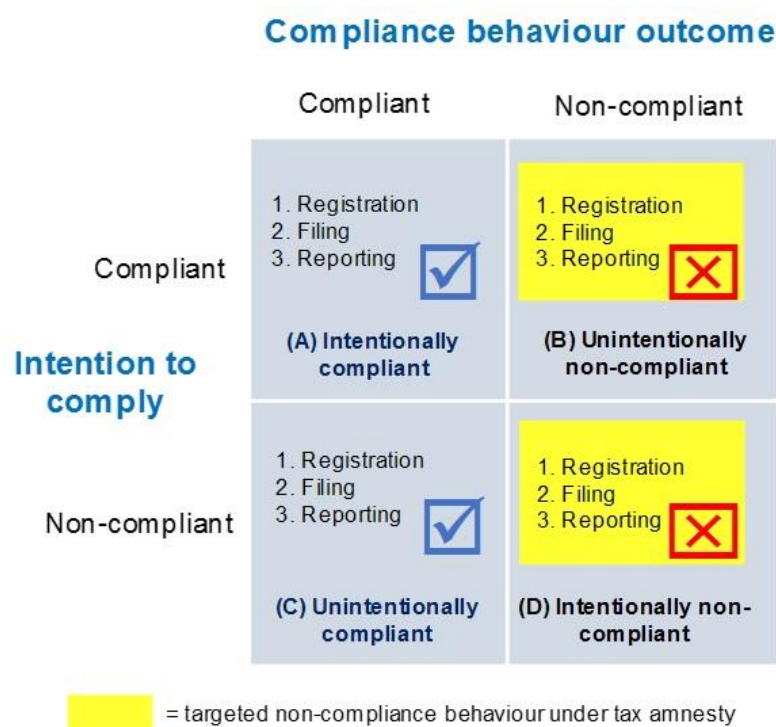 Compliance behaviour outcome
Compliant
Non-compliant
Intention to
comply
Compliant
1. Registration
2. Filing
3. Reporting
(A) Intentionally
compliant
1. Registration
2. Filing
3. Reporting
(B) Unintentionally
non-compliant
Non-compliant
1. Registration
2. Filing
3. Reporting
(C) Unintentionally
compliant
1. Registration
2. Filing
3. Reporting
(D) Intentionally non-
compliant
= targeted non-compliance behaviour under tax amnesty